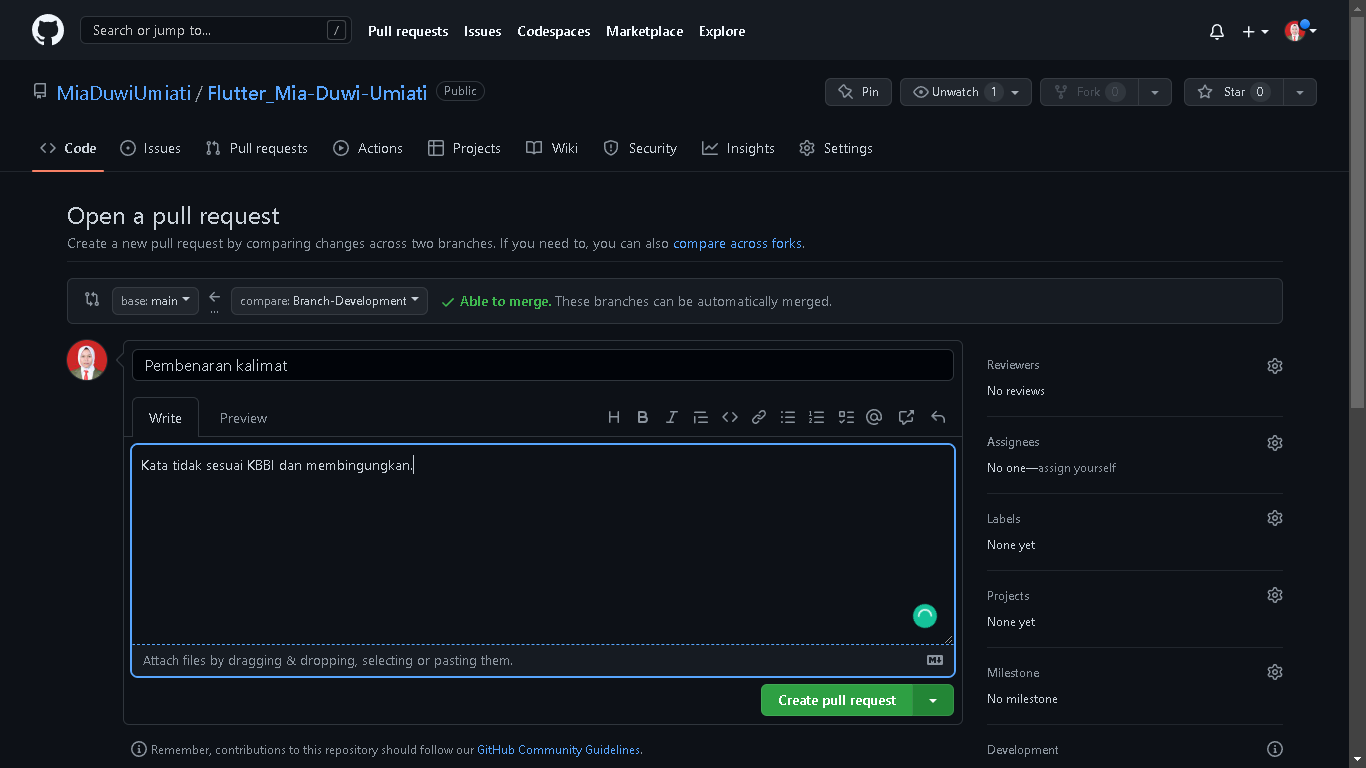 Search or jump to... /
Pull requests Issues Codespaces Marketplace Explore
MiaDuwiUmiati / Flutter_Mia-Duwi-Umiati Public
Pin Unwatch 1 Fork 0 Star 0
Code Issues Pull requests Actions Projects Wiki Security Insights Settings
Open a pull request
Create a new pull request by comparing changes across two branches. If you need to, you can also compare across forks.
base: main ... compare: Branch-Development Able to merge. These branches can be automatically merged.
Pembenaran kalimat
Write Preview
Kata tidak sesuai KBBI dan membingungkan.
Attach files by dragging & dropping, selecting or pasting them.
Create pull request
Remember, contributions to this repository should follow our GitHub Community Guidelines.
Reviewers
No reviews
Assignees
No one—assign yourself
Labels
None yet
Projects
None yet
Milestone
No milestone
Development